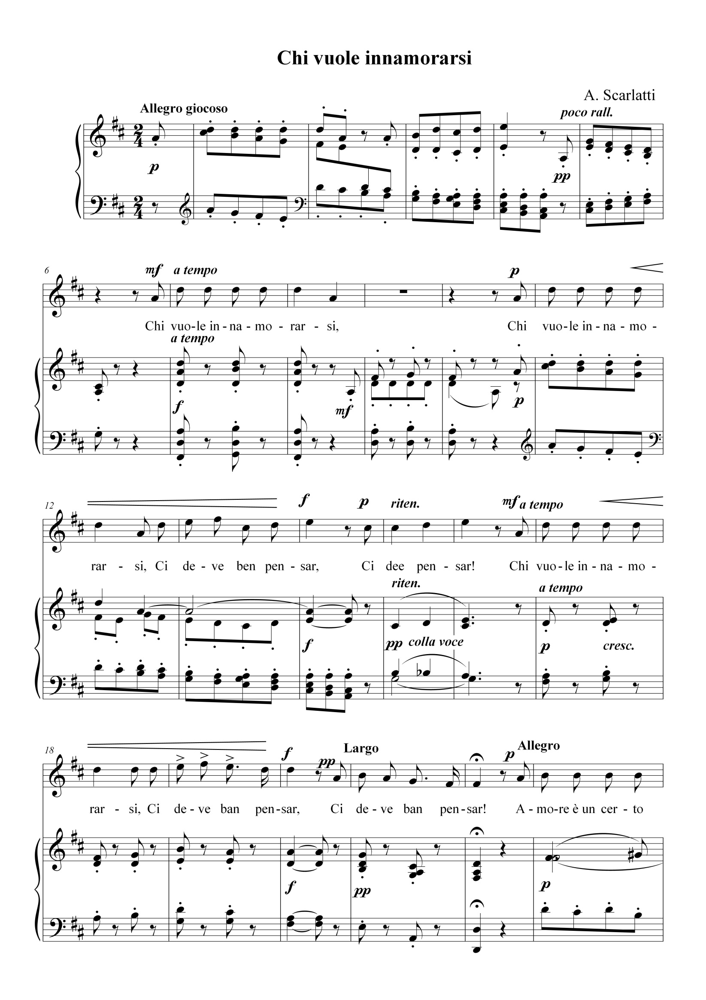 Chi vuole innamorarsi
A. Scarlatti
Allegro giocoso
poco rall.
p
pp
6
mf a tempo
p
Chi vuo-le in-na-mo-rar-si,
Chi vuo-le in-na-mo-
a tempo
f
mf
p
12
f
p
riten.
mf a tempo
rar-si, Ci de-ve ben pen-sar, Ci dee pen-sar! Chi vuo-le in-na-mo-
riten.
a tempo
f
pp colla voce
p
cresc.
18
f
pp
Largo
p
Allegro
rar-si, Ci de-ve ban pen-sar, Ci de-ve ban pen-sar! A-mo-re è un cer-to
f
pp
p